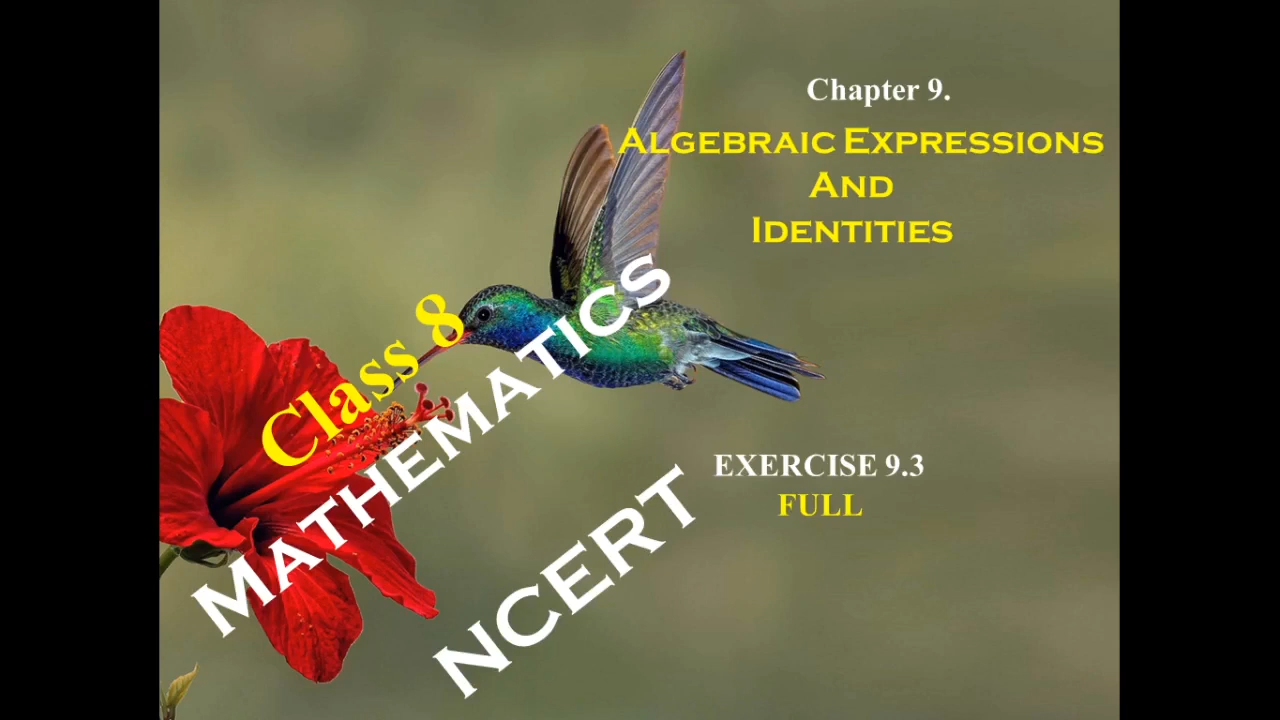 Chapter 9.
ALGEBRAIC EXPRESSIONS
AND
IDENTITIES
Class 8
MATHEMATICS
NCERT
EXERCISE 9.3
FULL